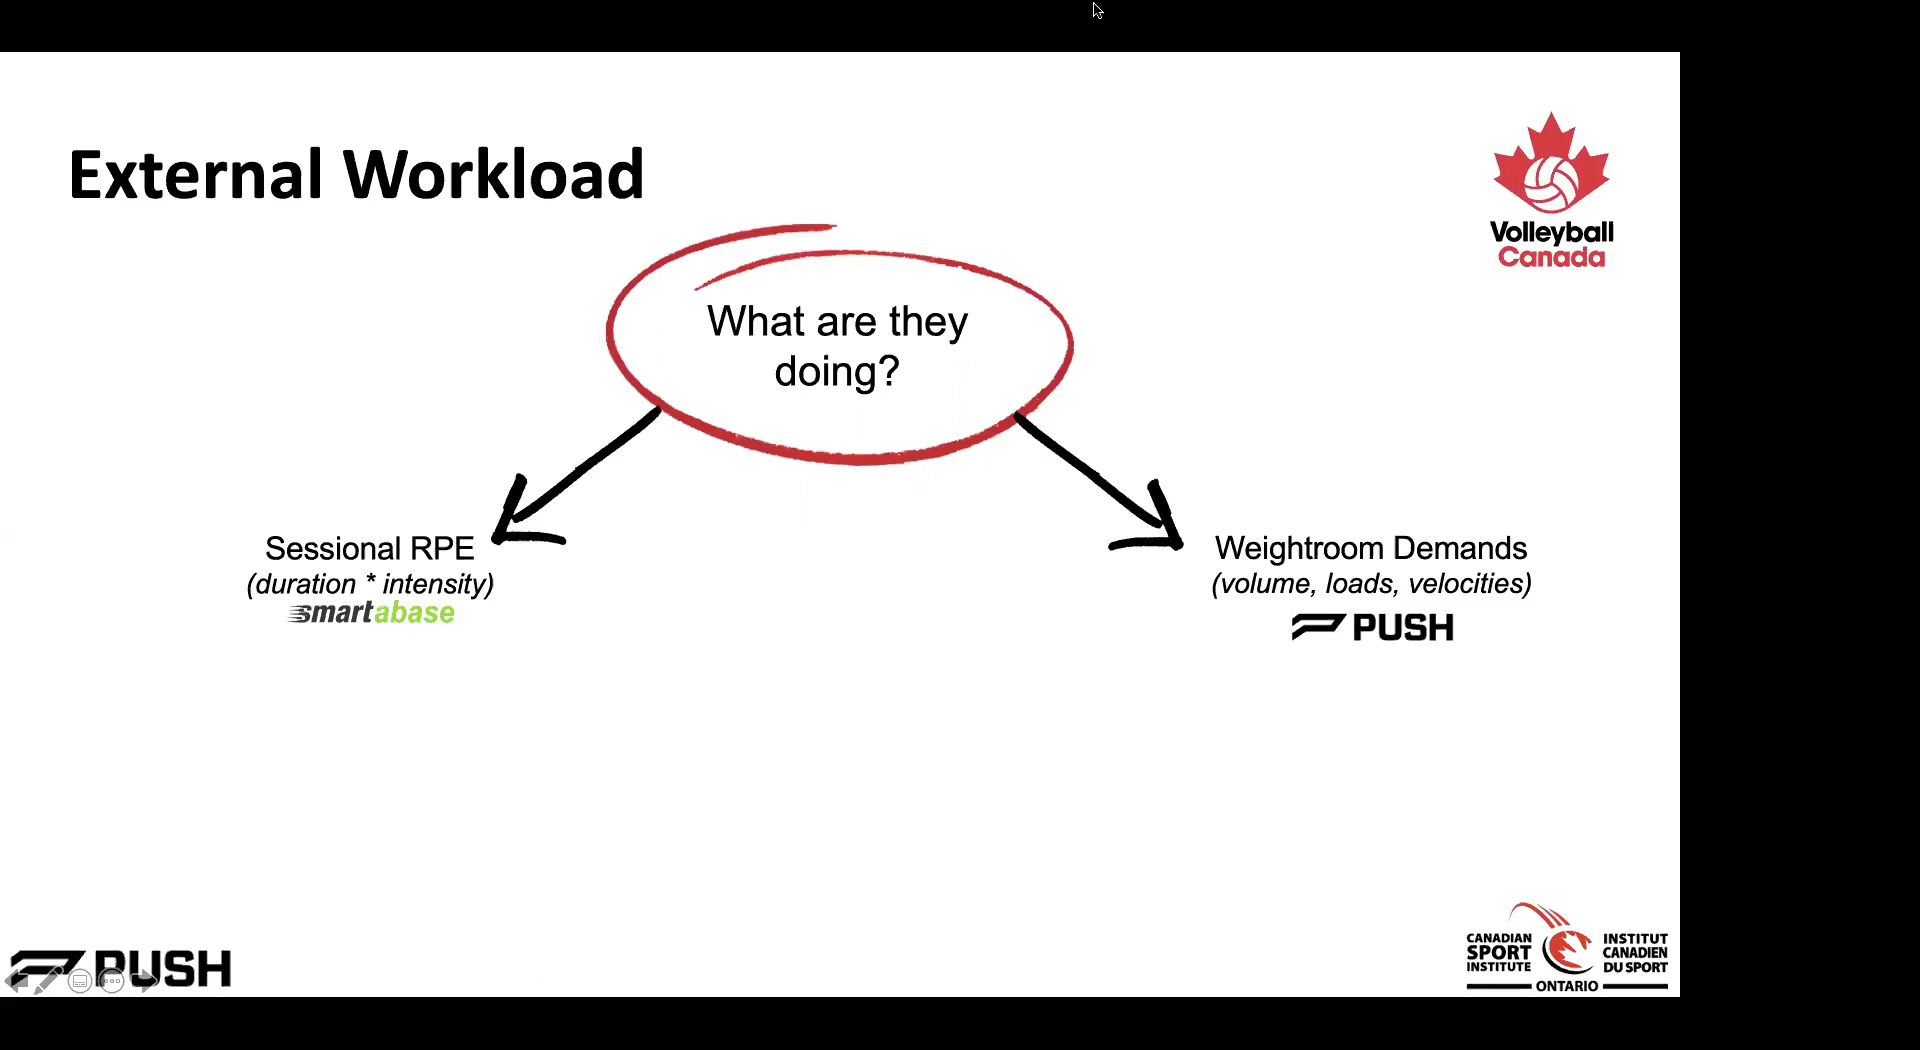 External Workload
Volleyball
Canada
What are they
doing?
Sessional RPE
(duration * intensity)
smartabase
Weightroom Demands
(volume, loads, velocities)
PUSH
PUSH
CANADIAN
SPORT
INSTITUTE
INSTITUT
CANADIEN
DU SPORT
ONTARIO